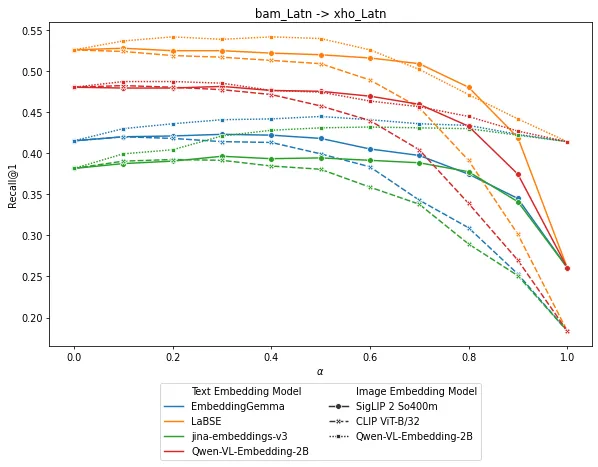 bam_Latn -> xho_Latn
Recall@1
0.55
0.50
0.45
0.40
0.35
0.30
0.25
0.20
0.0 0.2 0.4 0.6 0.8 1.0
α
Text Embedding Model
EmbeddingGemma
LaBSE
jina-embeddings-v3
Qwen-VL-Embedding-2B
Image Embedding Model
SigLIP 2 So400m
CLIP ViT-B/32
Qwen-VL-Embedding-2B